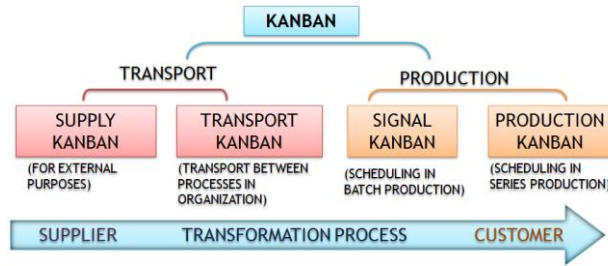 KANBAN
TRANSPORT
PRODUCTION
SUPPLY
KANBAN
TRANSPORT
KANBAN
SIGNAL
KANBAN
PRODUCTION
KANBAN
(FOR EXTERNAL
PURPOSES)
(TRANSPORT BETWEEN
PROCESSES IN
ORGANIZATION)
(SCHEDULING IN
BATCH PRODUCTION)
(SCHEDULING IN
SERIES PRODUCTION)
SUPPLIER TRANSFORMATION PROCESS CUSTOMER